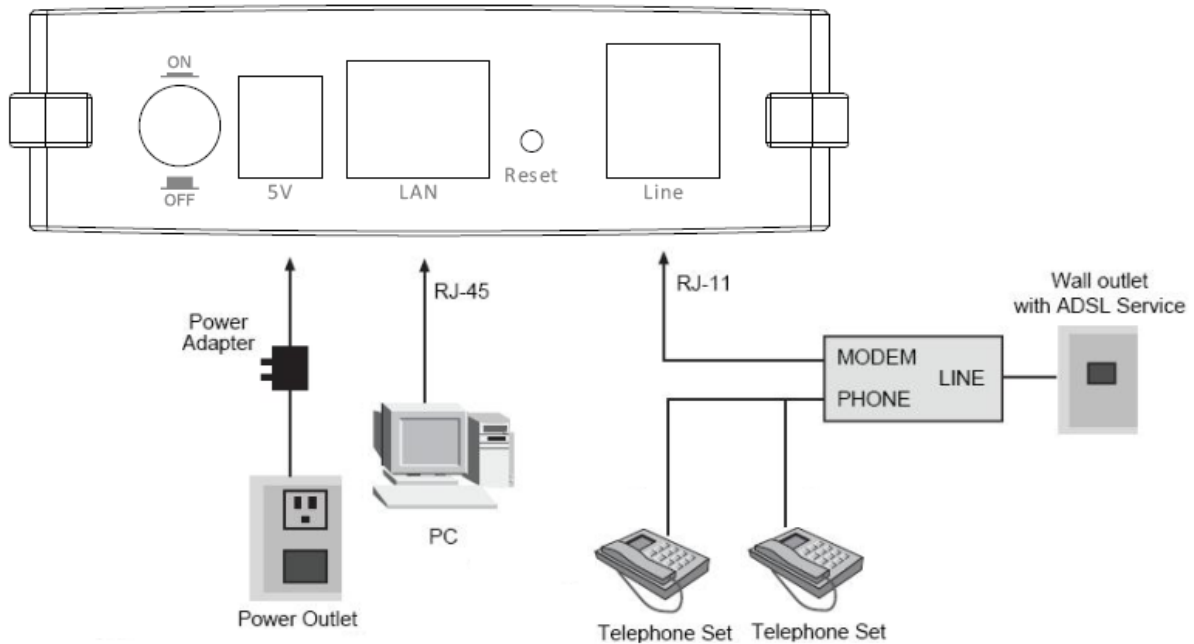 ON
OFF
5V
LAN
Reset
Line
Power
Adapter
RJ-45
RJ-11
Wall outlet
with ADSL Service
MODEM
PHONE
LINE
PC
Power Outlet
Telephone Set
Telephone Set